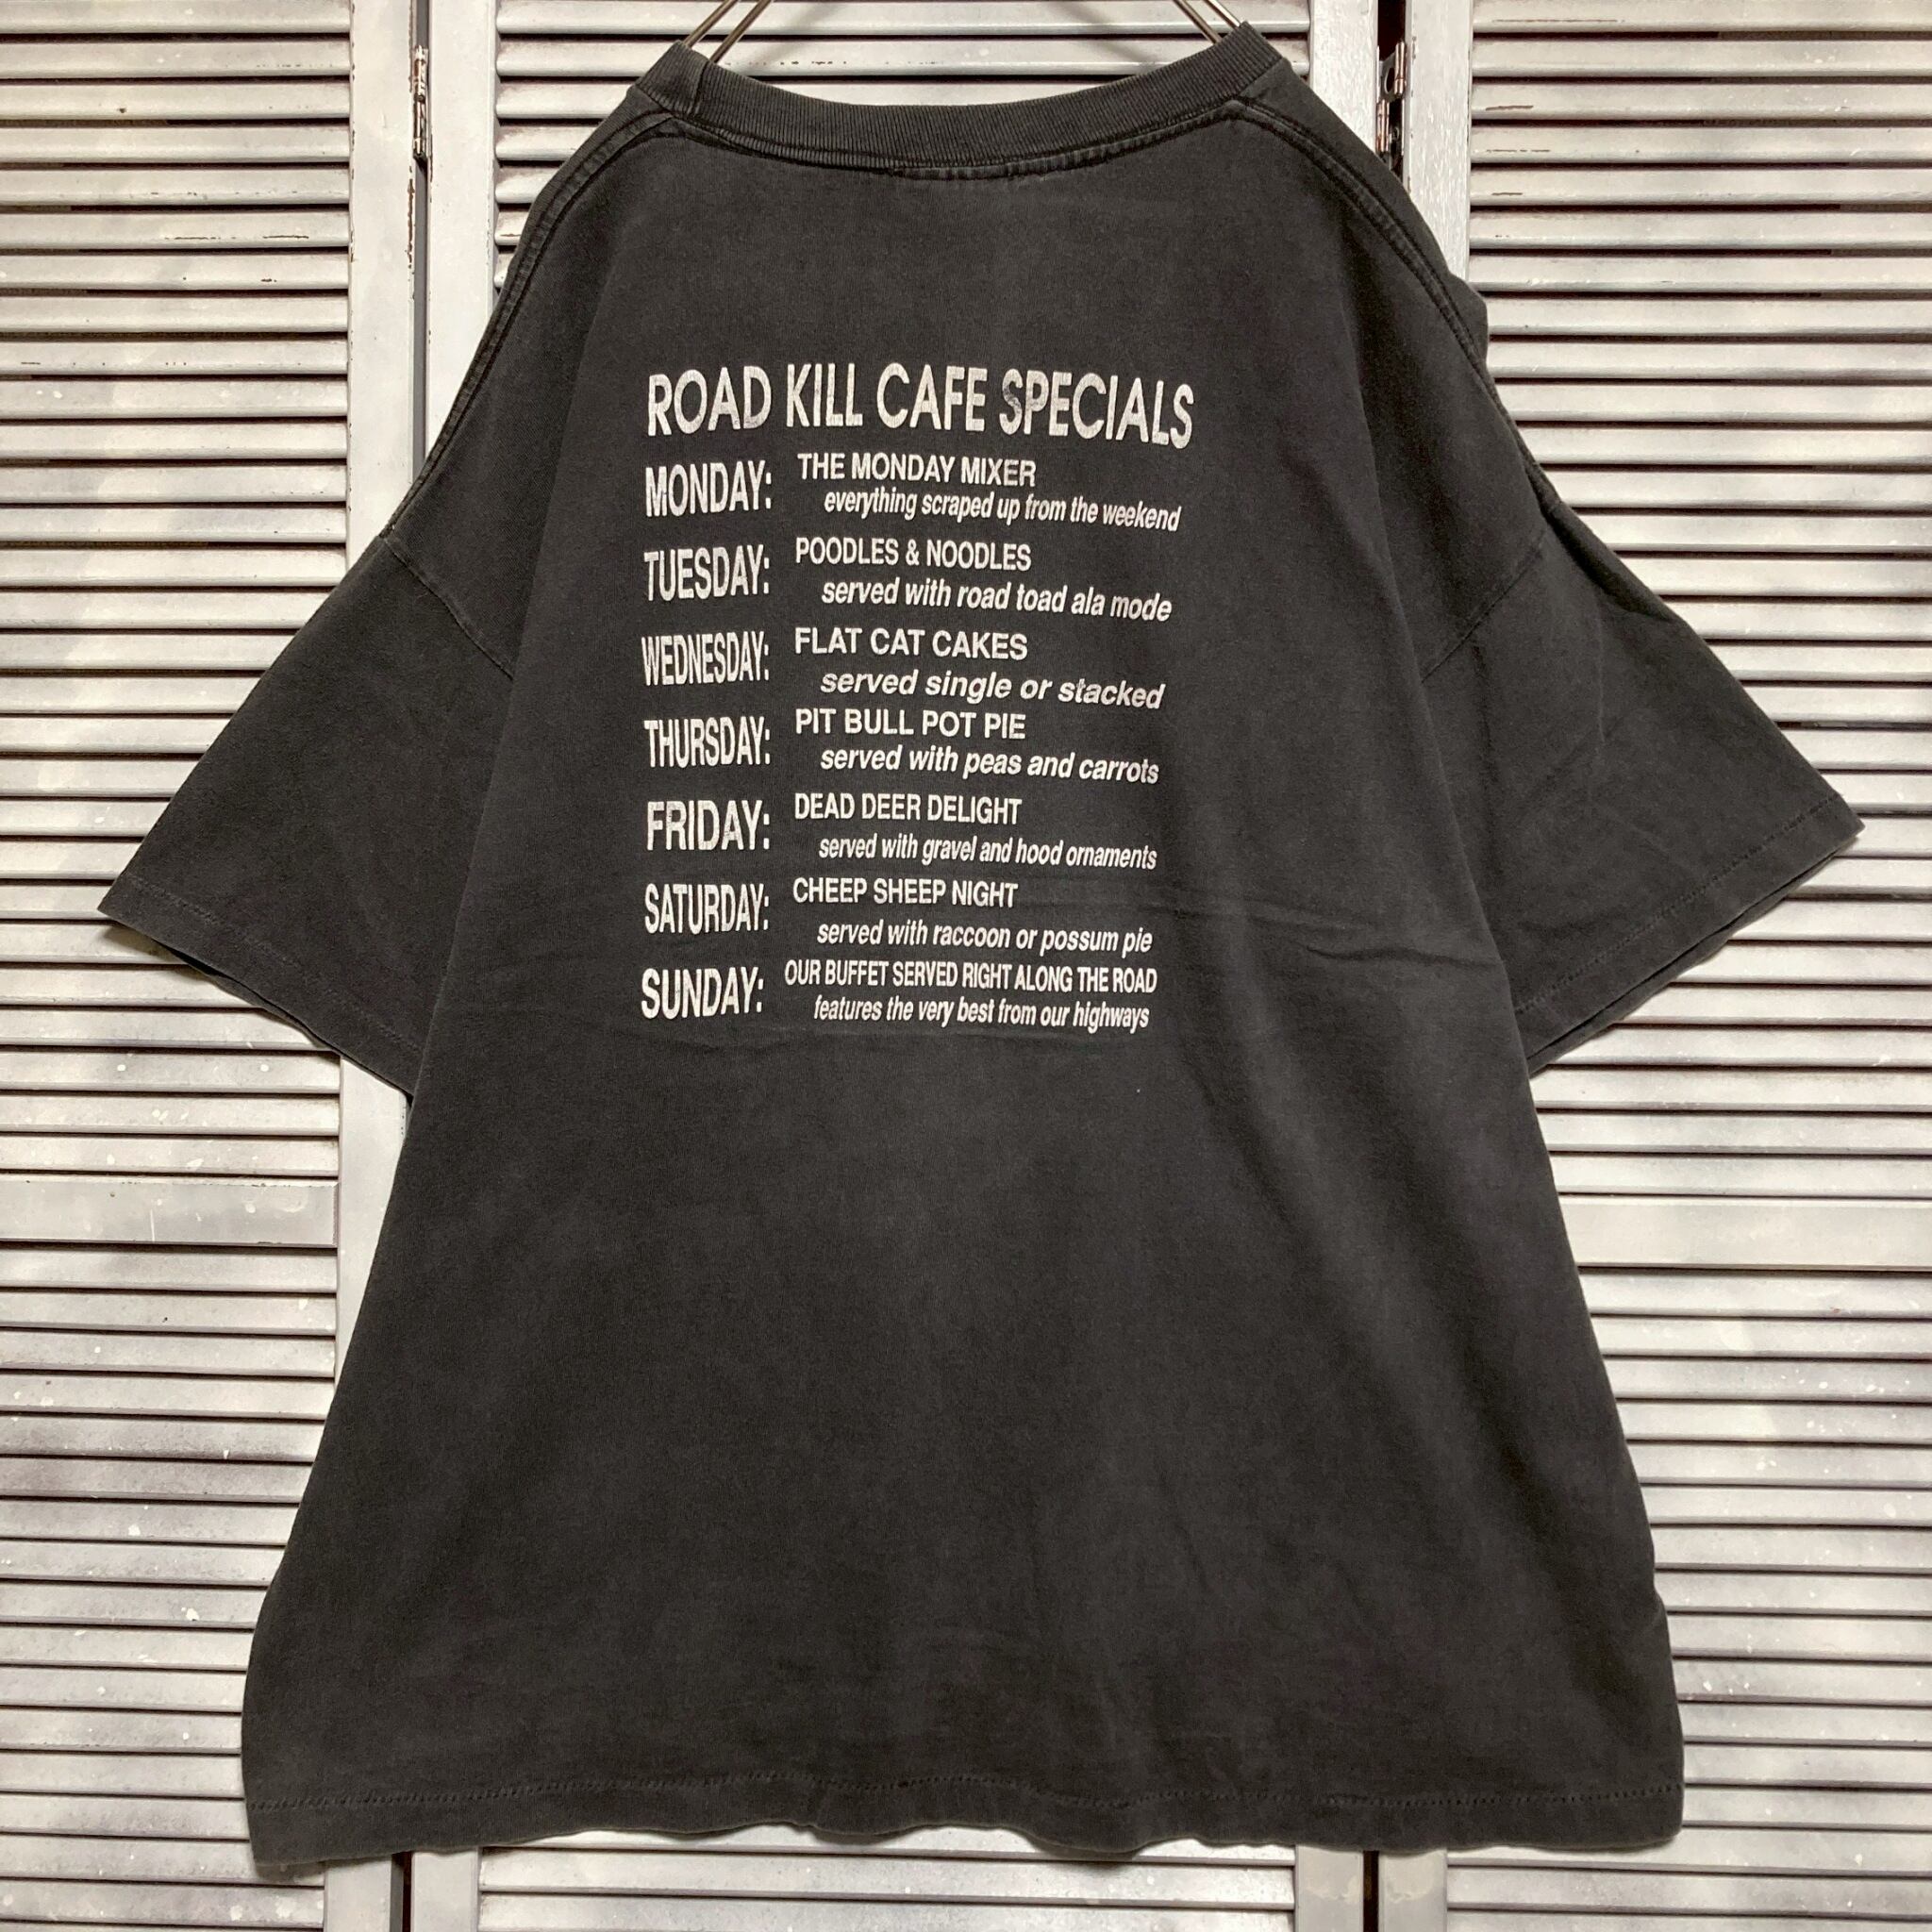 ROAD KILL CAFE SPECIALS
MONDAY: THE MONDAY MIXER
everything scraped up from the weekend
TUESDAY: POODLES & NOODLES
served with road toad ala mode
WEDNESDAY: FLAT CAT CAKES
served single or stacked
THURSDAY: PIT BULL POT PIE
served with peas and carrots
FRIDAY: DEAD DEER DELIGHT
served with gravel and hood ornaments
SATURDAY: CHEEP SHEEP NIGHT
served with raccoon or possum pie
SUNDAY: OUR BUFFET SERVED RIGHT ALONG THE ROAD
features the very best from our highways